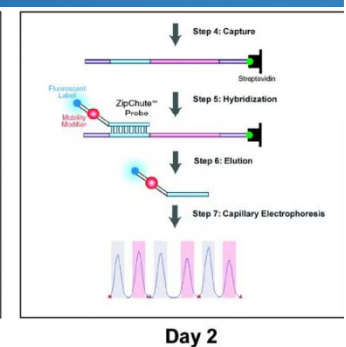 Step 4: Capture
Streptavidin
Fluorescent
Label
ZipChute™
Probe
Step 5: Hybridization
Mobility
Modifier
Step 6: Elution
Step 7: Capillary Electrophoresis
Day 2